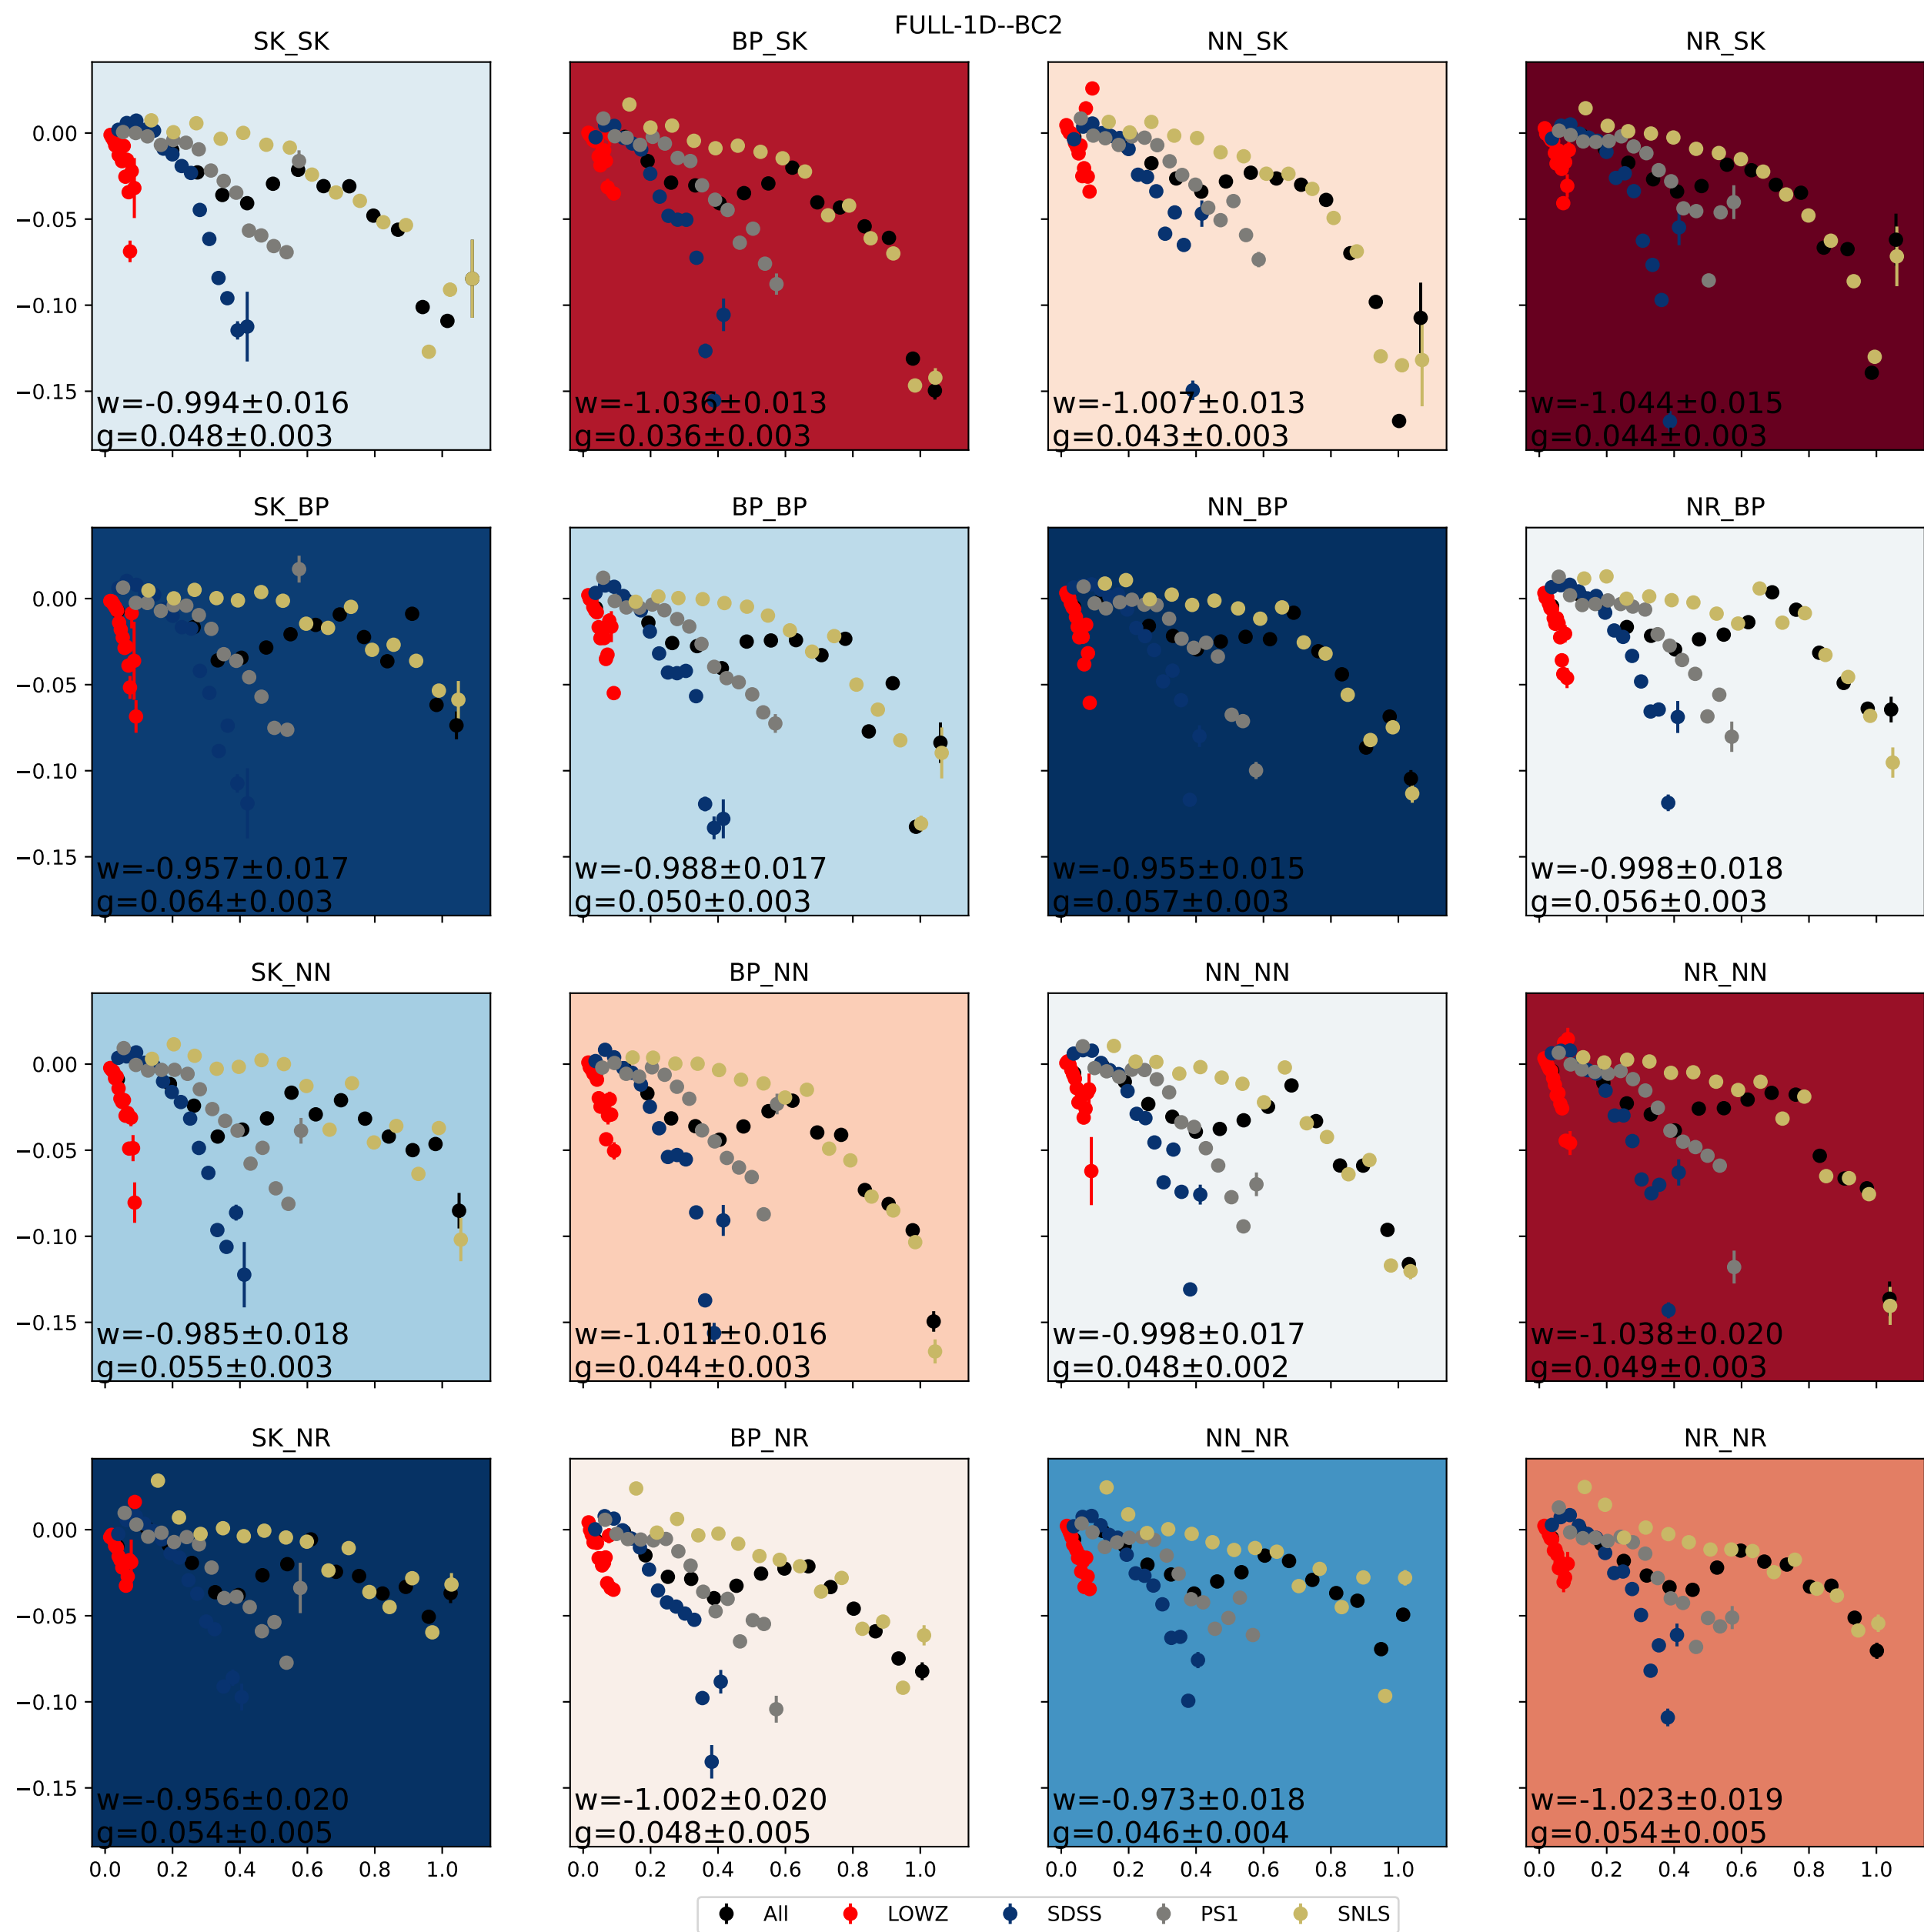 FULL-1D--BC2
SK_SK
BP_SK
NN_SK
NR_SK
0.00
−0.05
−0.10
−0.15
w=-0.994±0.016
g=0.048±0.003
w=-1.036±0.013
g=0.036±0.003
w=-1.007±0.013
g=0.043±0.003
w=-1.044±0.015
g=0.044±0.003
SK_BP
BP_BP
NN_BP
NR_BP
0.00
−0.05
−0.10
−0.15
w=-0.957±0.017
g=0.064±0.003
w=-0.988±0.017
g=0.050±0.003
w=-0.955±0.015
g=0.057±0.003
w=-0.998±0.018
g=0.056±0.003
SK_NN
BP_NN
NN_NN
NR_NN
0.00
−0.05
−0.10
−0.15
w=-0.985±0.018
g=0.055±0.003
w=-1.011±0.016
g=0.044±0.003
w=-0.998±0.017
g=0.048±0.002
w=-1.038±0.020
g=0.049±0.003
SK_NR
BP_NR
NN_NR
NR_NR
0.00
−0.05
−0.10
−0.15
w=-0.956±0.020
g=0.054±0.005
w=-1.002±0.020
g=0.048±0.005
w=-0.973±0.018
g=0.046±0.004
w=-1.023±0.019
g=0.054±0.005
0.0 0.2 0.4 0.6 0.8 1.0
0.0 0.2 0.4 0.6 0.8 1.0
0.0 0.2 0.4 0.6 0.8 1.0
0.0 0.2 0.4 0.6 0.8 1.0
All LOWZ SDSS PS1 SNLS